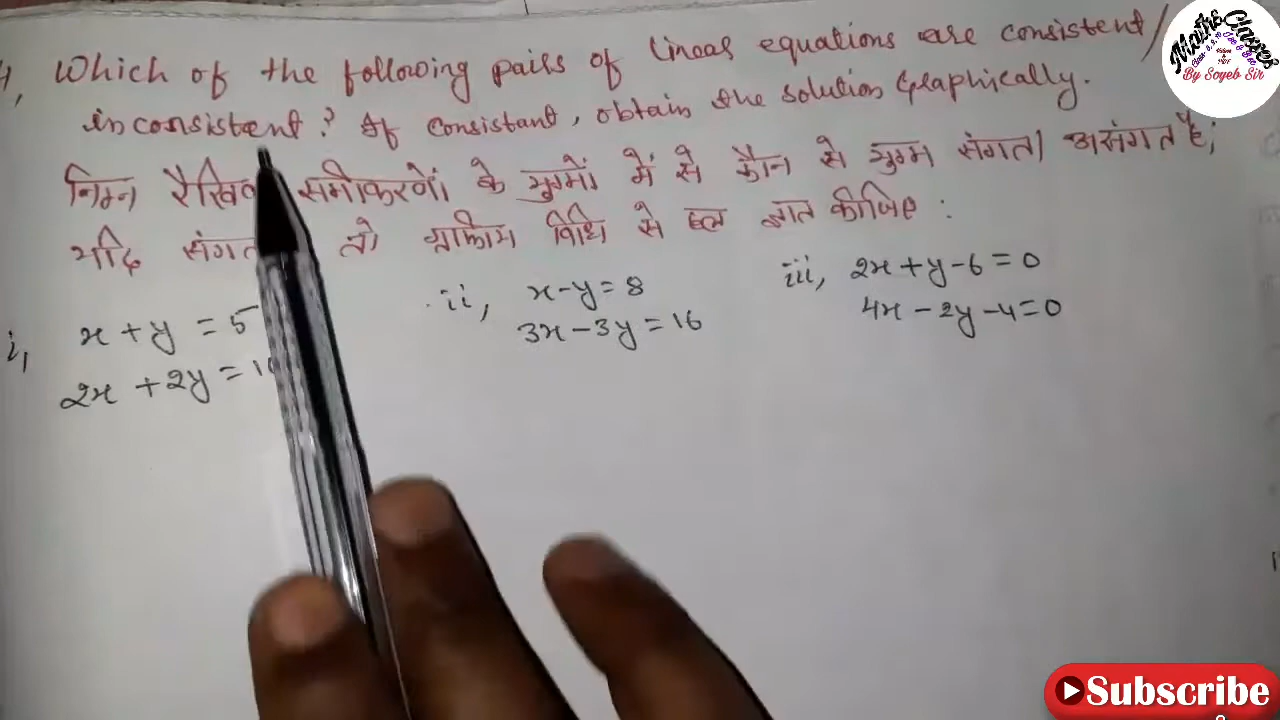 4, Which of the following pairs of linear equations are consistent/
inconsistent? If consistant, obtain the solution Graphically.
निम्न समीकरणों के युग्मों में से कौन से युग्म संगत/ असंगत है;
यदि तो ग्राफिय विधि से हल ज्ञात कीजिए :
i, x + y = 5
2x + 2y =
ii, x - y = 8
3x - 3y = 16
iii, 2x + y - 6 = 0
4x - 2y - 4 = 0
Maths Classes
By Soyeb Sir
Subscribe